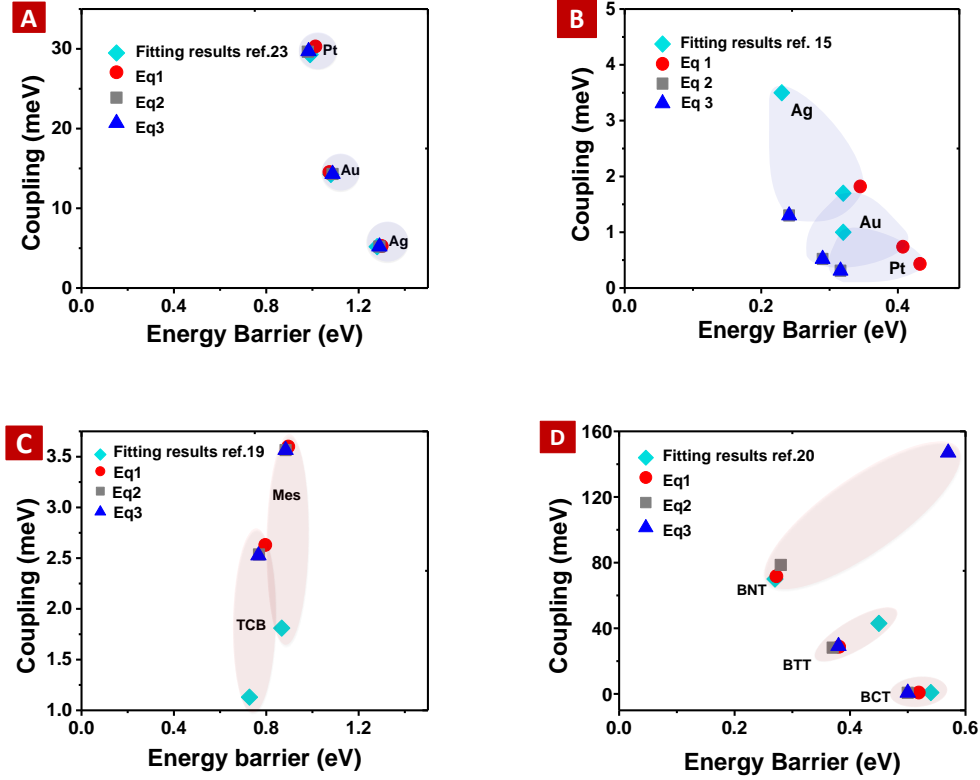 A
Coupling (meV)
30
20
10
0
Fitting results ref.23
Eq1
Eq2
Eq3
Pt
Au
Ag
0.0
0.4
0.8
1.2
Energy Barrier (eV)
B
Coupling (meV)
5
4
3
2
1
0
Fitting results ref. 15
Eq 1
Eq 2
Eq 3
Ag
Au
Pt
0.0
0.2
0.4
Energy Barrier (eV)
C
Coupling (meV)
3.5
3.0
2.5
2.0
1.5
1.0
Fitting results ref.19
Eq1
Eq2
Eq3
Mes
TCB
0.0
0.4
0.8
1.2
Energy barrier (eV)
D
Coupling (meV)
160
120
80
40
0
Fitting results ref.20
Eq1
Eq2
Eq3
BNT
BTT
BCT
0.0
0.2
0.4
0.6
Energy Barrier (eV)